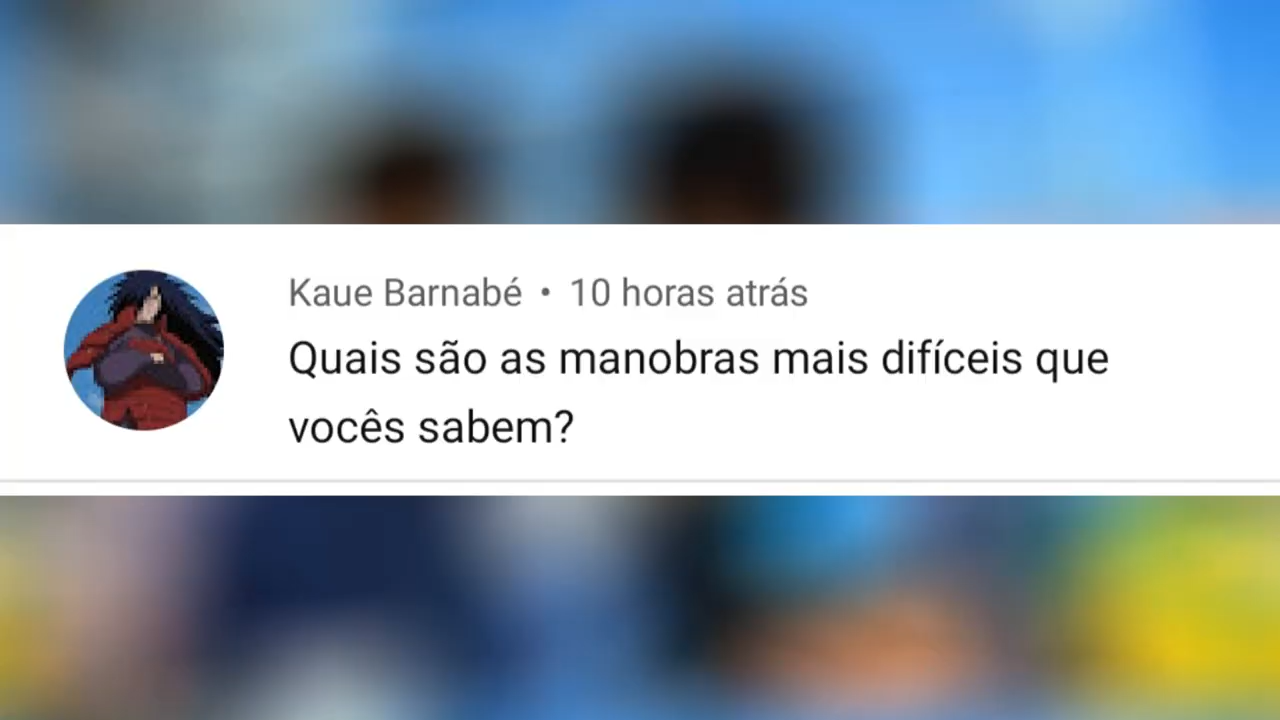 Kaue Barnabé • 10 horas atrás
Quais são as manobras mais difíceis que
vocês sabem?